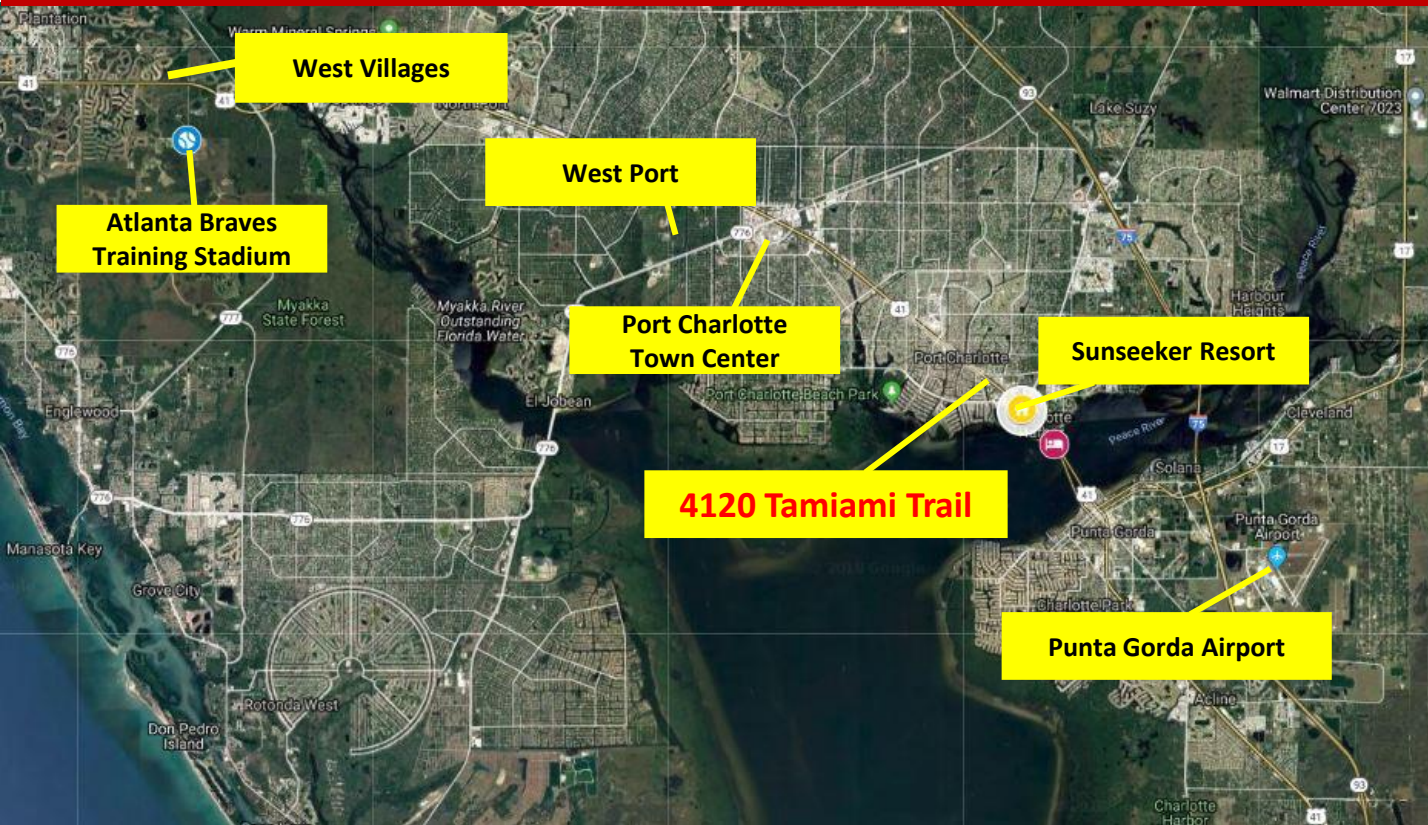 Plantation
Warm Mineral Springs
West Villages
41
41
North Port
17
93
Lake Suzy
Walmart Distribution
Center 7023
West Port
Atlanta Braves
Training Stadium
776
75
Peace River
17
Myakka
State Forest
777
Myakka River
Outstanding
Florida Water
Harbour
Heights
41
Port Charlotte
Town Center
Port Charlotte
Sunseeker Resort
776
Port Charlotte Beach Park
El Jobean
Englewood
Cleveland
Peace River
75
776
17
Solana
4120 Tamiami Trail
776
776
41
Punta Gorda
Punta Gorda
Airport
Manasota Key
Grove City
Charlotte Park
Punta Gorda Airport
Rotonda West
Acline
Don Pedro
Island
93
Charlotte
Harbor
41